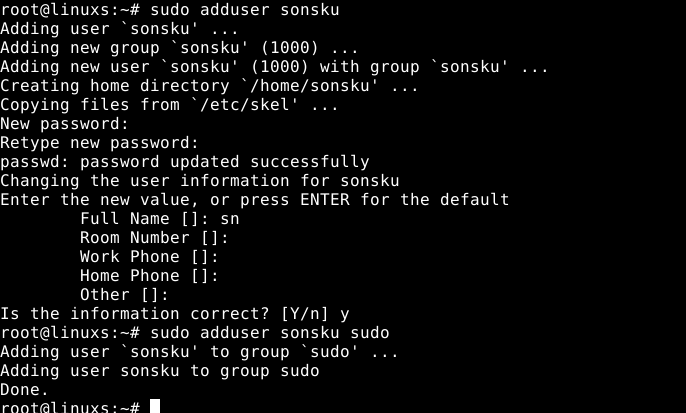 root@linuxs:~# sudo adduser sonsku
Adding user `sonsku' ...
Adding new group `sonsku' (1000) ...
Adding new user `sonsku' (1000) with group `sonsku' ...
Creating home directory `/home/sonsku' ...
Copying files from `/etc/skel' ...
New password:
Retype new password:
passwd: password updated successfully
Changing the user information for sonsku
Enter the new value, or press ENTER for the default
        Full Name []: sn
        Room Number []:
        Work Phone []:
        Home Phone []:
        Other []:
Is the information correct? [Y/n] y
root@linuxs:~# sudo adduser sonsku sudo
Adding user `sonsku' to group `sudo' ...
Adding user sonsku to group sudo
Done.
root@linuxs:~#